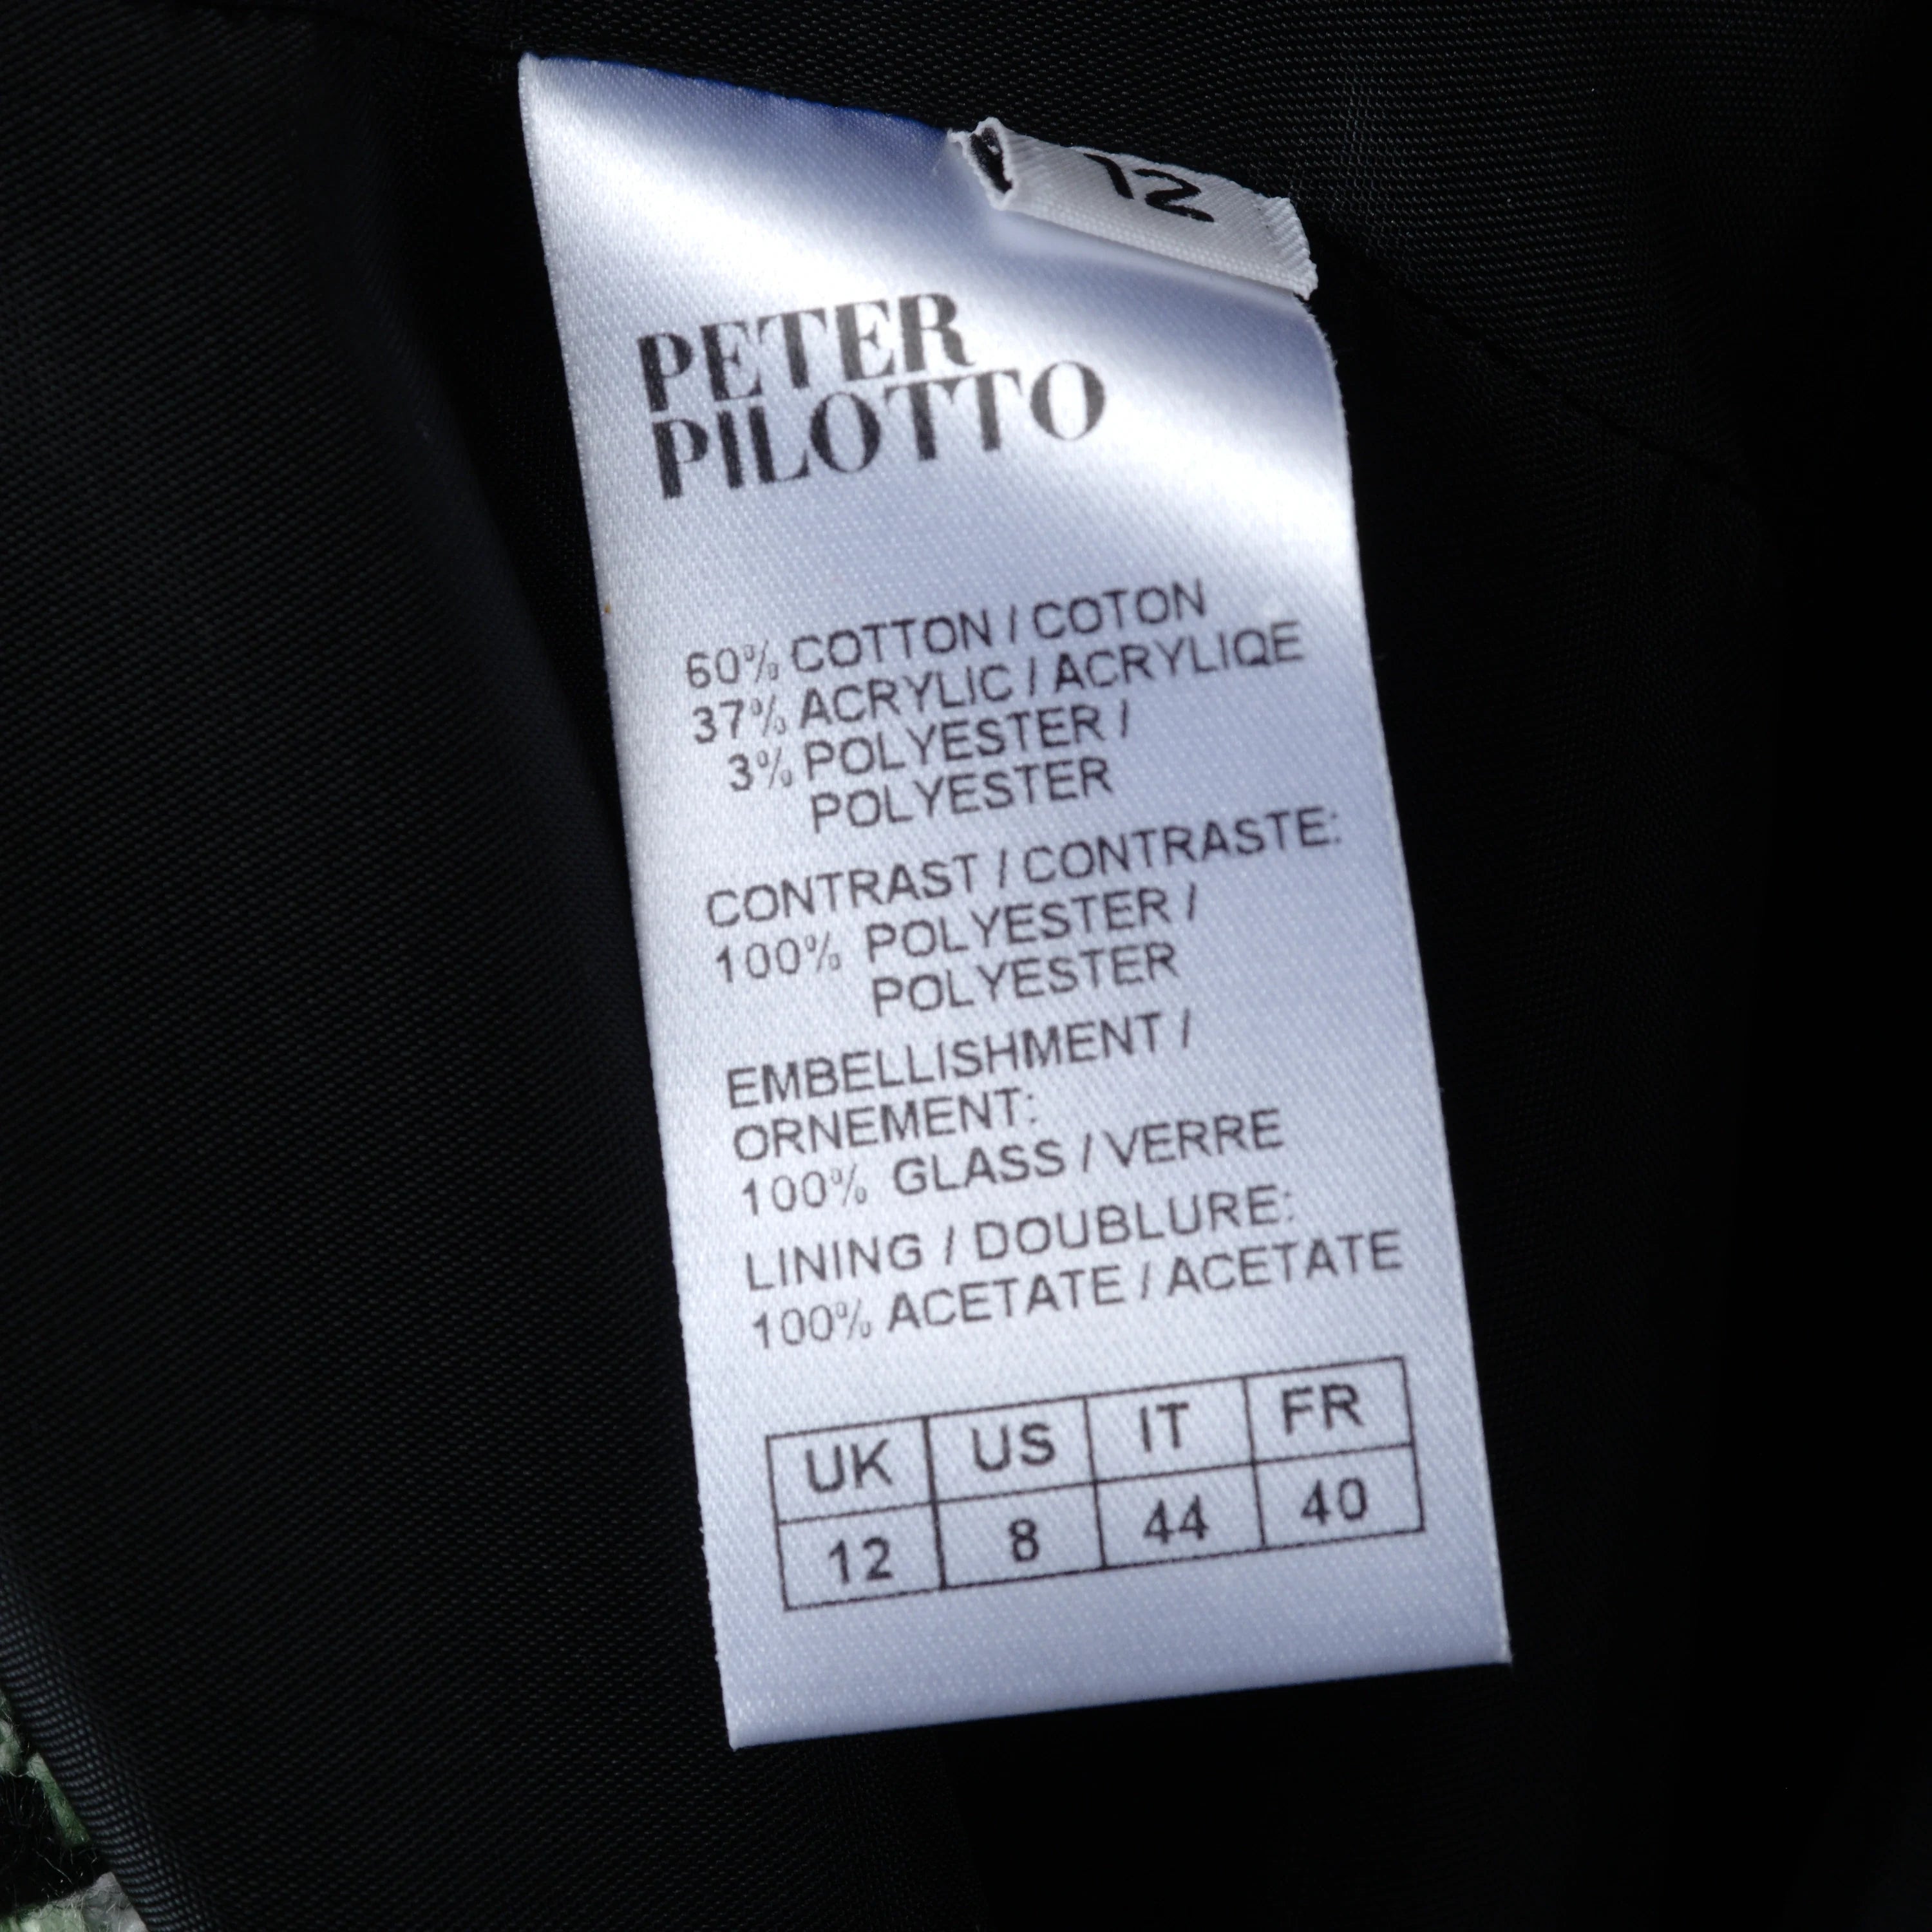 12
PETER
PILOTTO
60% COTTON / COTON
37% ACRYLIC / ACRYLIQE
3% POLYESTER /
POLYESTER
CONTRAST / CONTRASTE:
100% POLYESTER /
POLYESTER
EMBELLISHMENT /
ORNEMENT:
100% GLASS / VERRE
LINING / DOUBLURE:
100% ACETATE / ACETATE
UK US IT FR
12 8 44 40